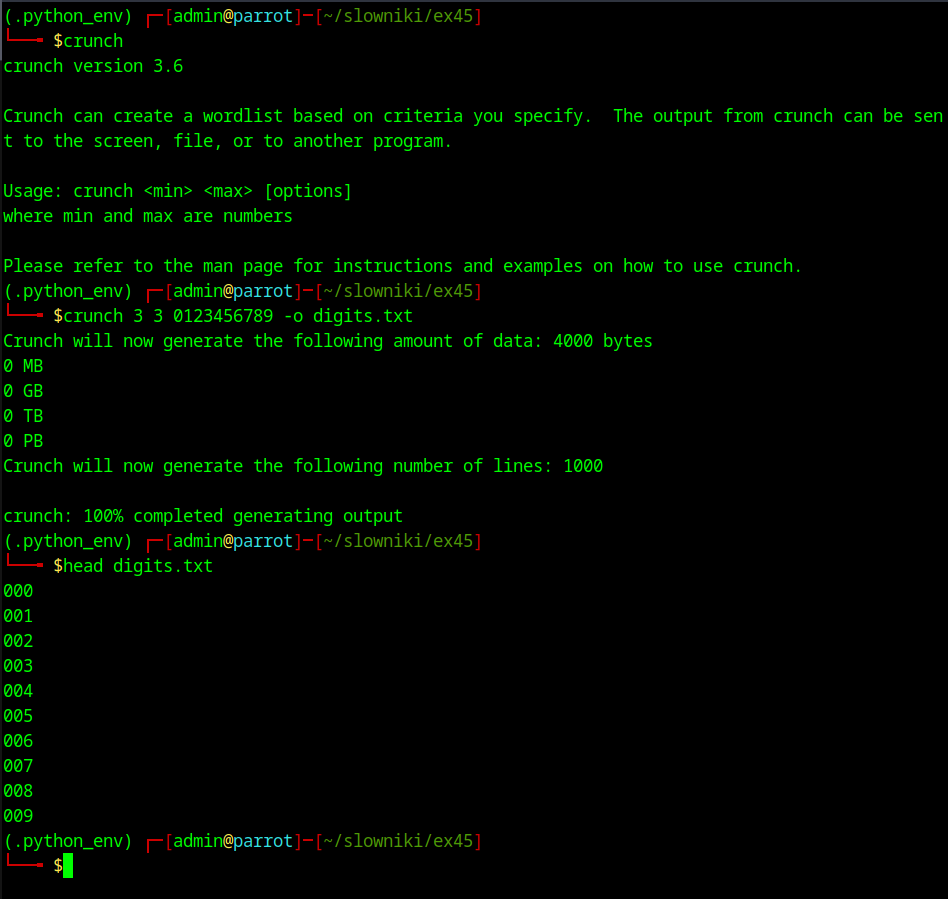 (.python_env) ┌─[admin@parrot]─[~/slowniki/ex45]
└──╼ $crunch
crunch version 3.6

Crunch can create a wordlist based on criteria you specify.  The output from crunch can be sen
t to the screen, file, or to another program.

Usage: crunch <min> <max> [options]
where min and max are numbers

Please refer to the man page for instructions and examples on how to use crunch.
(.python_env) ┌─[admin@parrot]─[~/slowniki/ex45]
└──╼ $crunch 3 3 0123456789 -o digits.txt
Crunch will now generate the following amount of data: 4000 bytes
0 MB
0 GB
0 TB
0 PB
Crunch will now generate the following number of lines: 1000

crunch: 100% completed generating output
(.python_env) ┌─[admin@parrot]─[~/slowniki/ex45]
└──╼ $head digits.txt
000
001
002
003
004
005
006
007
008
009
(.python_env) ┌─[admin@parrot]─[~/slowniki/ex45]
└──╼ $